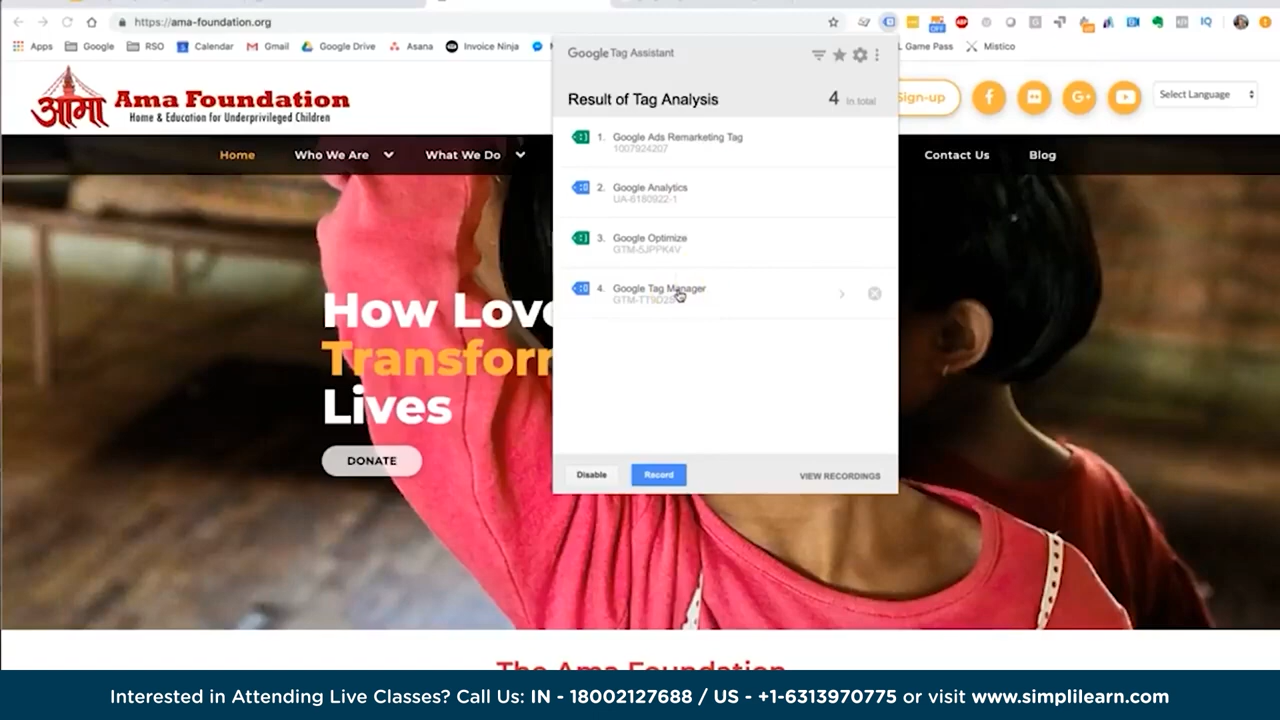 https://ama-foundation.org
Apps Google RSO Calendar Gmail Google Drive Asana Invoice Ninja
Game Pass Mistico
Google Tag Assistant
Result of Tag Analysis 4 In total
1. Google Ads Remarketing Tag
1007924207
2. Google Analytics
UA-6180922-1
3. Google Optimize
GTM-5JPPK4V
4. Google Tag Manager
Disable Record VIEW RECORDINGS
आमा Ama Foundation
Home & Education for Underprivileged Children
Sign-up
Select Language
Home Who We Are What We Do Contact Us Blog
How Love
Transform
Lives
DONATE
The Ama Foundation
Interested in Attending Live Classes? Call Us: IN - 18002127688 / US - +1-6313970775 or visit www.simplilearn.com